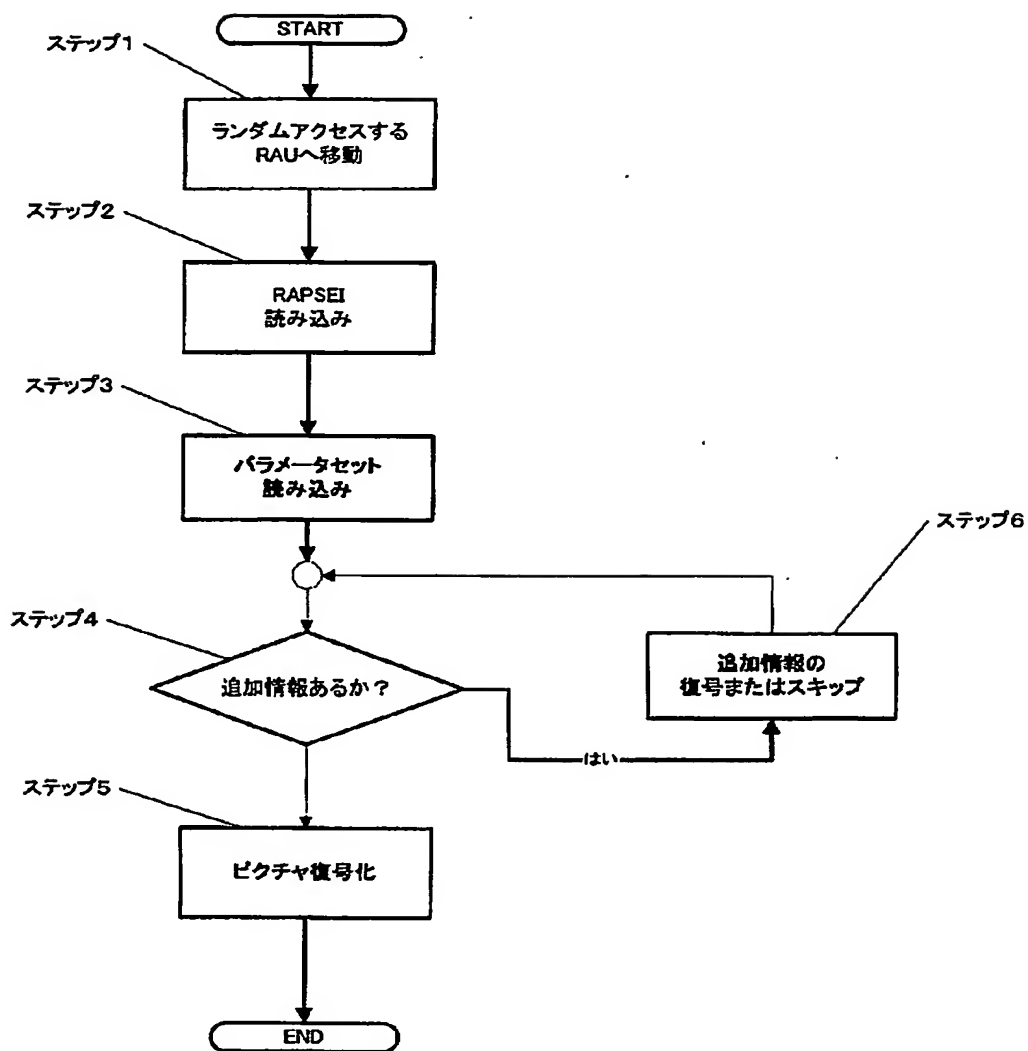 START
ステップ1
ランダムアクセスする
RAUへ移動
ステップ2
RAPSEI
読み込み
ステップ3
パラメータセット
読み込み
ステップ6
ステップ4
追加情報あるか？
追加情報の
復号またはスキップ
はい
ステップ5
ピクチャ復号化
END